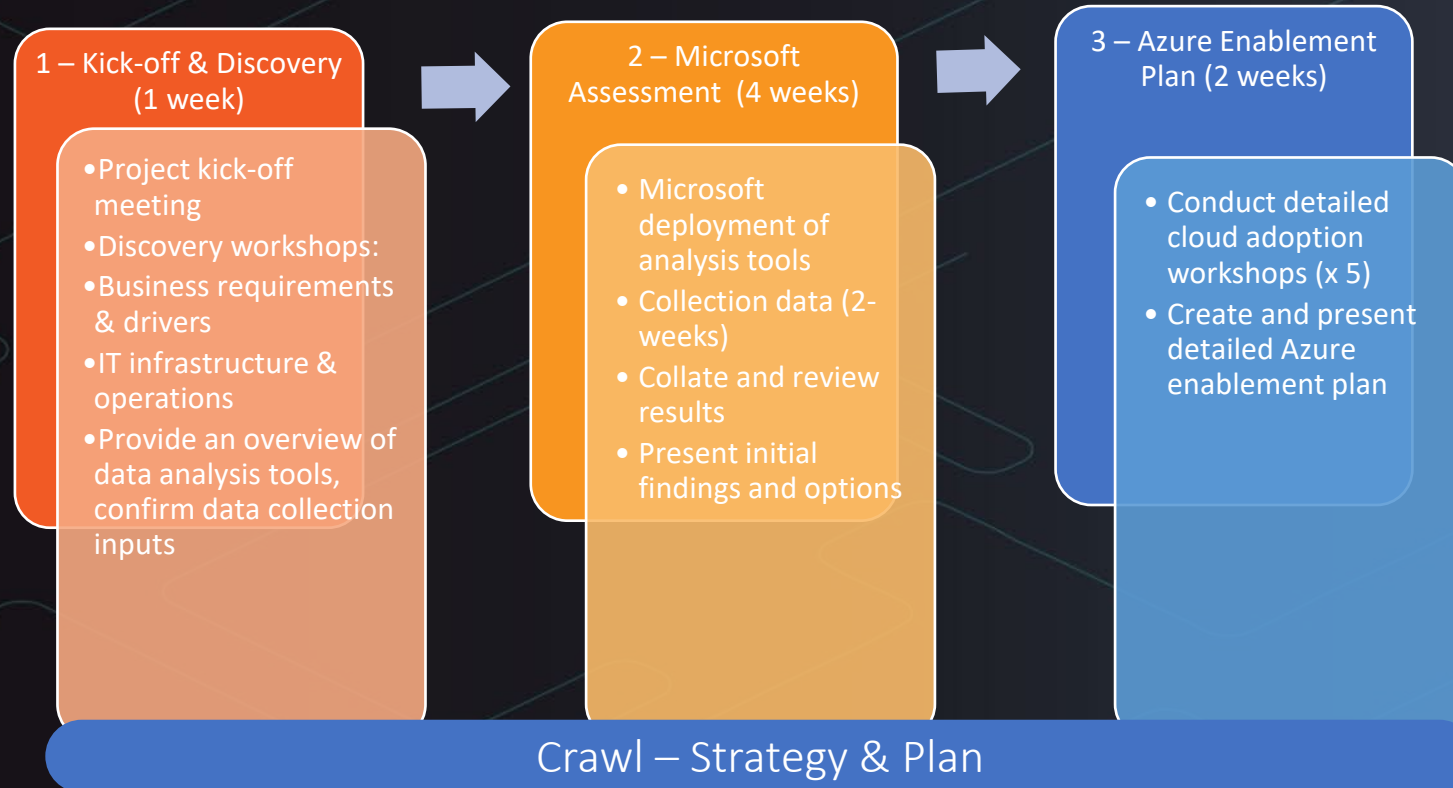 1 – Kick-off & Discovery
(1 week)
•Project kick-off
meeting
•Discovery workshops:
•Business requirements
& drivers
•IT infrastructure &
operations
•Provide an overview of
data analysis tools,
confirm data collection
inputs
2 – Microsoft
Assessment (4 weeks)
• Microsoft
deployment of
analysis tools
• Collection data (2-
weeks)
• Collate and review
results
• Present initial
findings and options
3 – Azure Enablement
Plan (2 weeks)
• Conduct detailed
cloud adoption
workshops (x 5)
• Create and present
detailed Azure
enablement plan
Crawl – Strategy & Plan